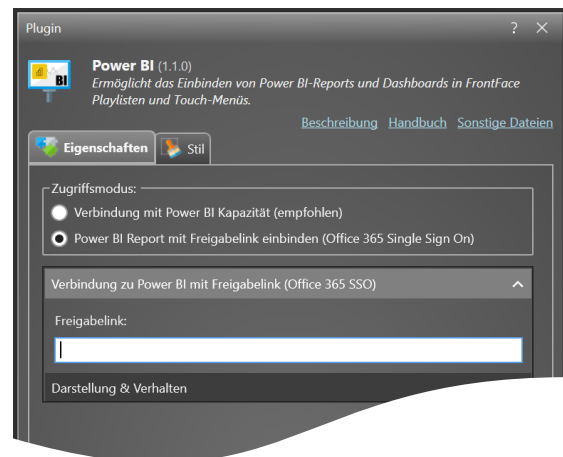 Plugin
? ×
BI
Power BI (1.1.0)
Ermöglicht das Einbinden von Power BI-Reports und Dashboards in FrontFace
Playlisten und Touch-Menüs.
Beschreibung Handbuch Sonstige Dateien
Eigenschaften Stil
Zugriffsmodus:
Verbindung mit Power BI Kapazität (empfohlen)
Power BI Report mit Freigabelink einbinden (Office 365 Single Sign On)
Verbindung zu Power BI mit Freigabelink (Office 365 SSO)
Freigabelink:
Darstellung & Verhalten